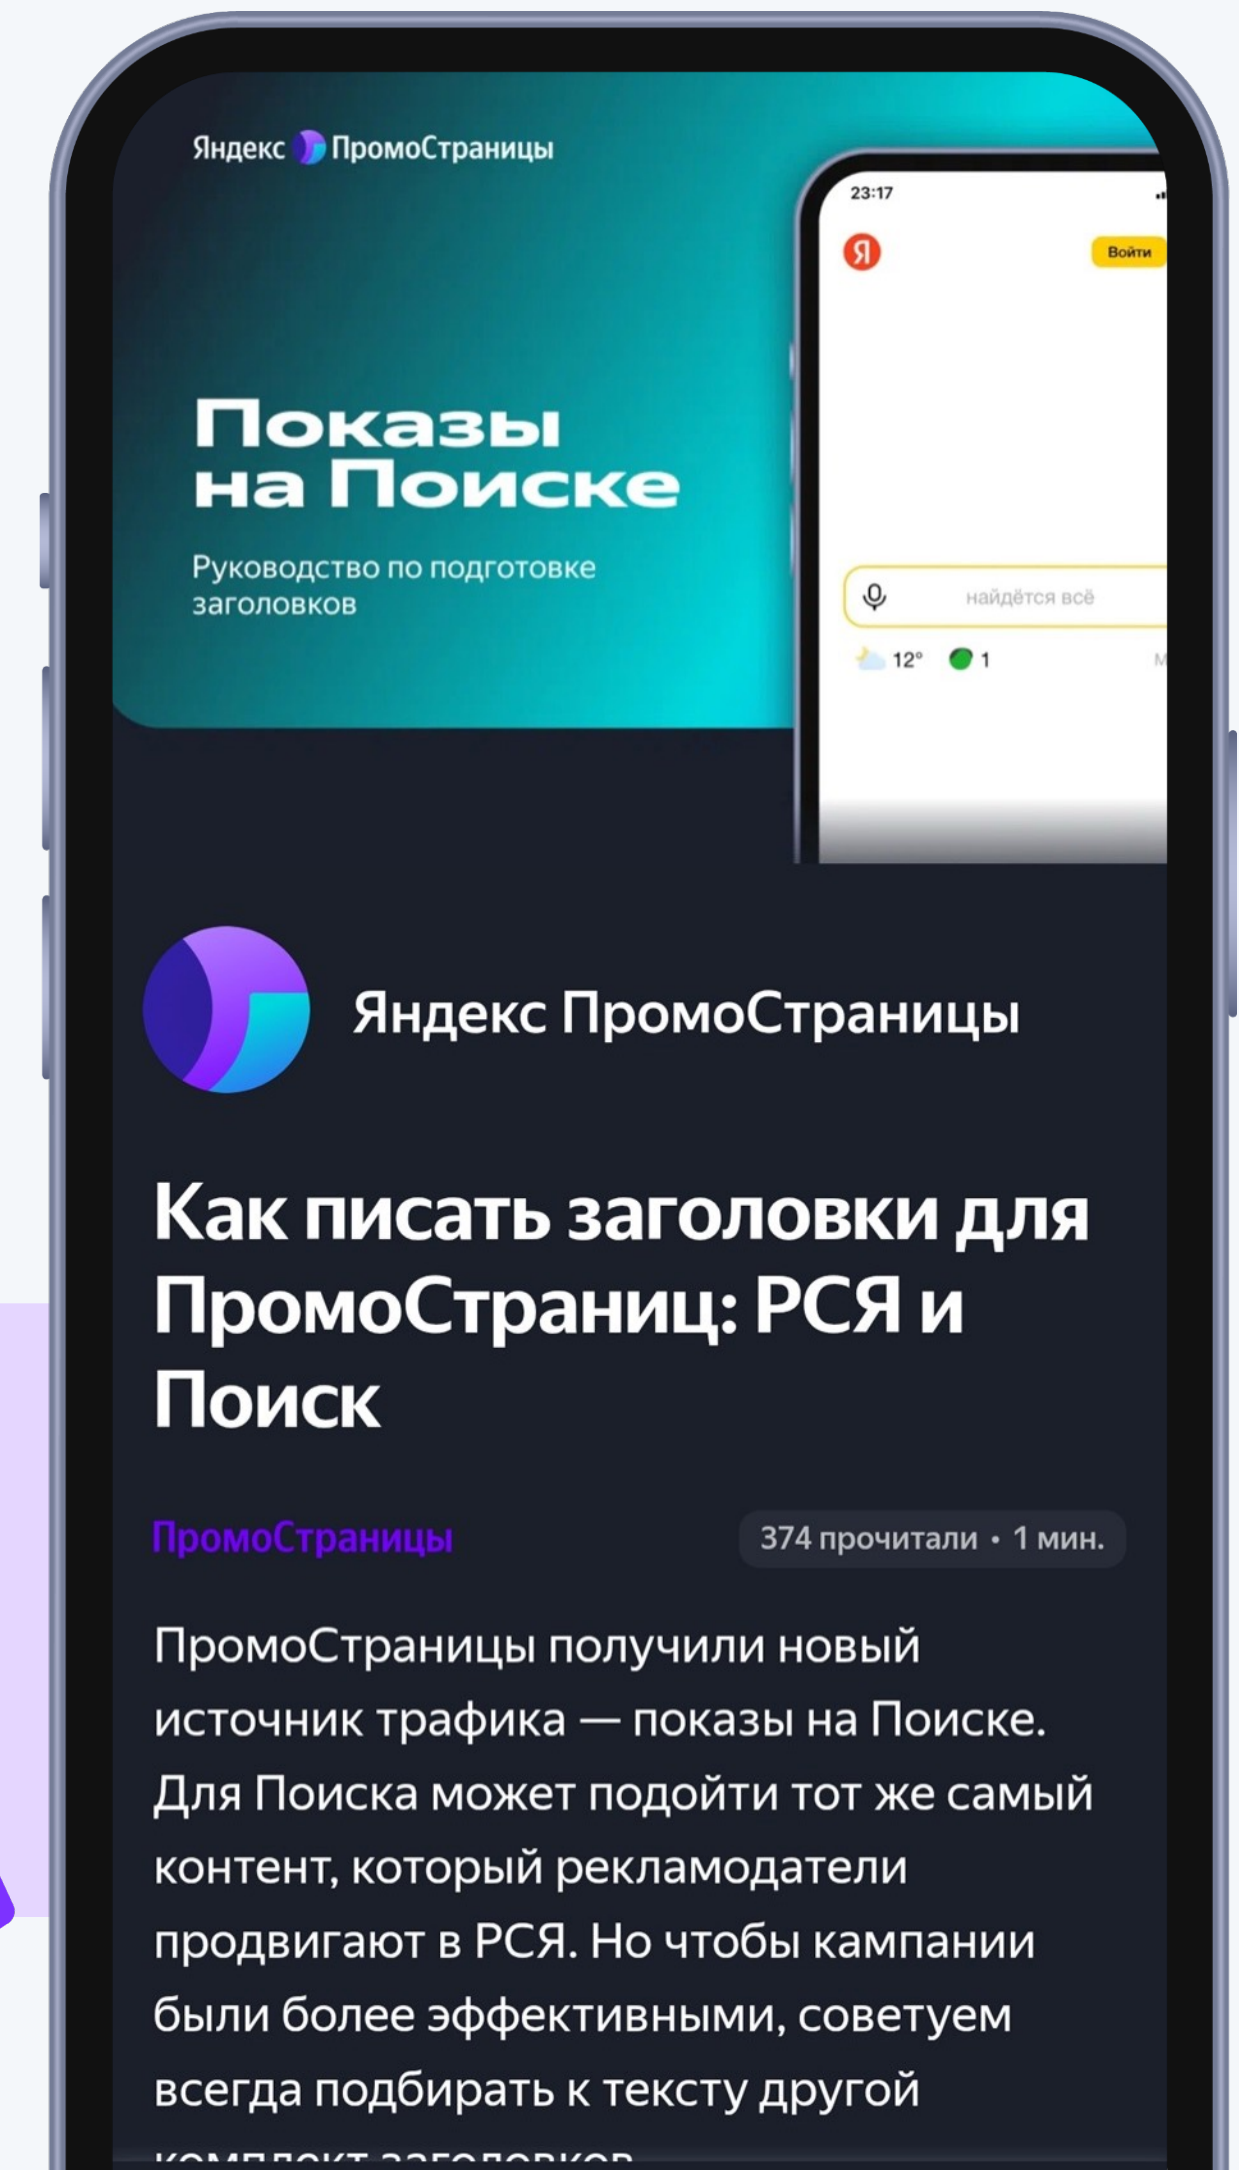 Яндекс ПромоСтраницы
23:17
Я
Войти
Показы
на Поиске
Руководство по подготовке
заголовков
найдётся всё
12° 1
М
Яндекс ПромоСтраницы
Как писать заголовки для
ПромоСтраниц: РСЯ и
Поиск
ПромоСтраницы
374 прочитали • 1 мин.
ПромоСтраницы получили новый
источник трафика — показы на Поиске.
Для Поиска может подойти тот же самый
контент, который рекламодатели
продвигают в РСЯ. Но чтобы кампании
были более эффективными, советуем
всегда подбирать к тексту другой
комплект заголовков